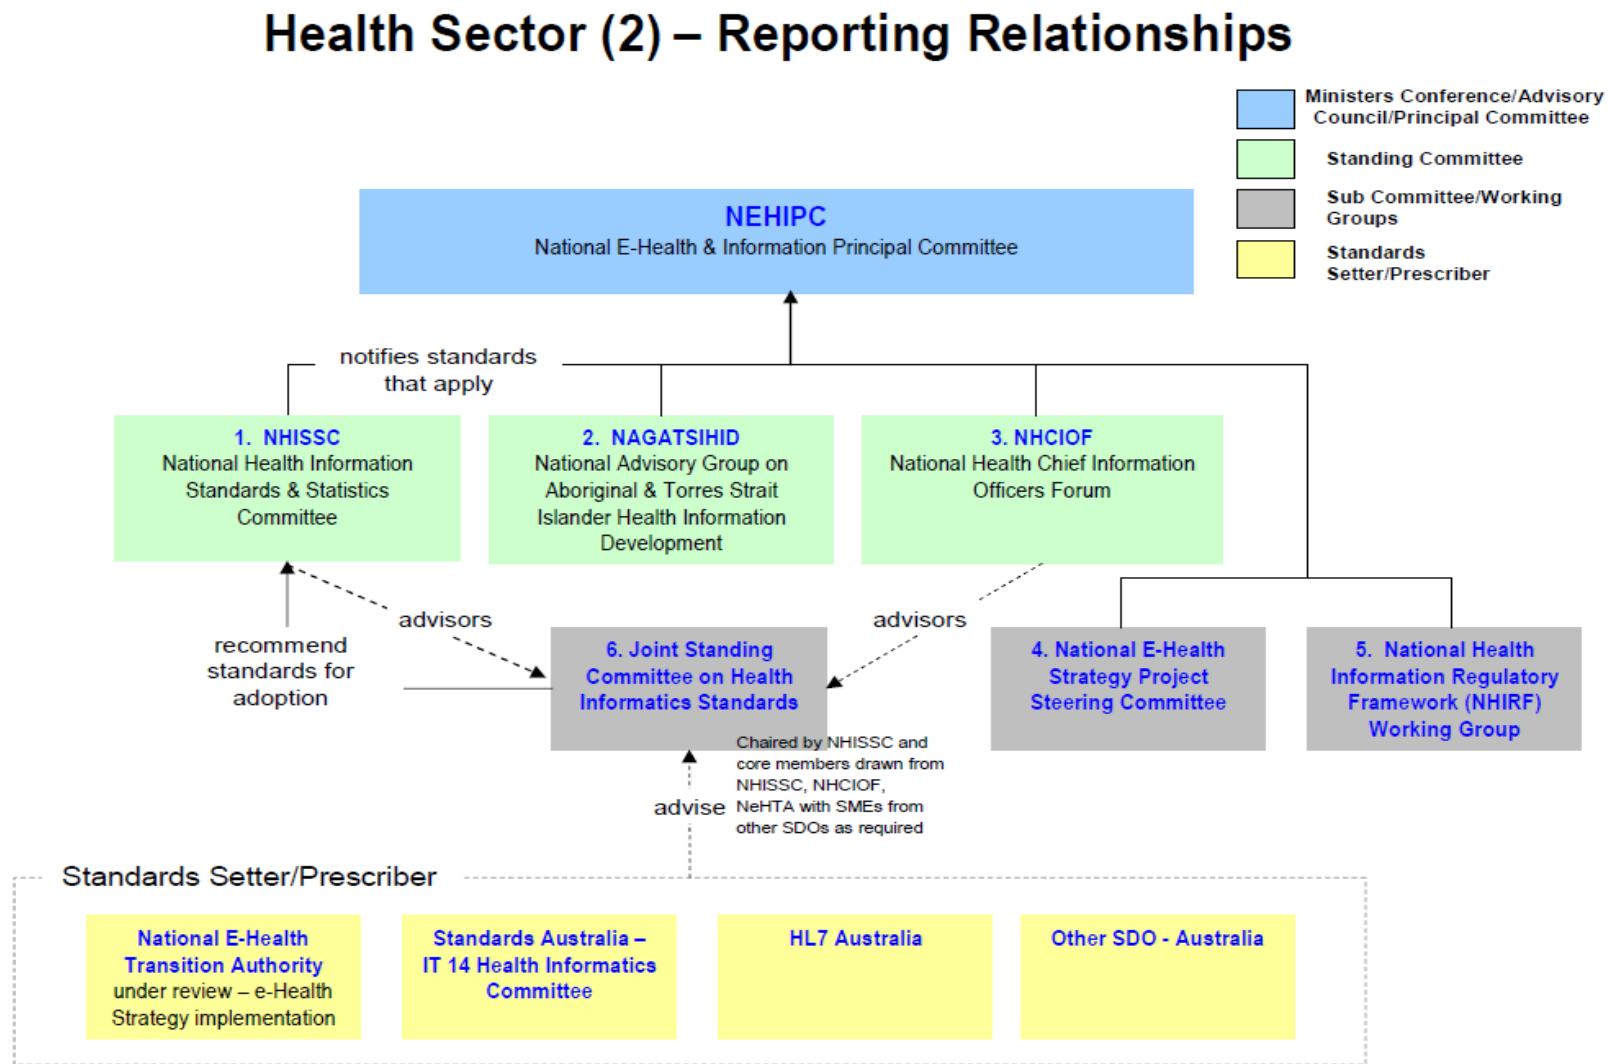 Health Sector (2) – Reporting Relationships
Ministers Conference/Advisory
Council/Principal Committee
Standing Committee
Sub Committee/Working
Groups
Standards
Setter/Prescriber
NEHIPC
National E-Health & Information Principal Committee
notifies standards
that apply
1. NHISSC
National Health Information
Standards & Statistics
Committee
2. NAGATSIHID
National Advisory Group on
Aboriginal & Torres Strait
Islander Health Information
Development
3. NHCIOF
National Health Chief Information
Officers Forum
advisors
advisors
recommend
standards for
adoption
6. Joint Standing
Committee on Health
Informatics Standards
4. National E-Health
Strategy Project
Steering Committee
5. National Health
Information Regulatory
Framework (NHIRF)
Working Group
Chaired by NHISSC and
core members drawn from
NHISSC, NHCIOF,
NeHTA with SMEs from
other SDOs as required
advise
Standards Setter/Prescriber
National E-Health
Transition Authority
under review – e-Health
Strategy implementation
Standards Australia –
IT 14 Health Informatics
Committee
HL7 Australia
Other SDO - Australia